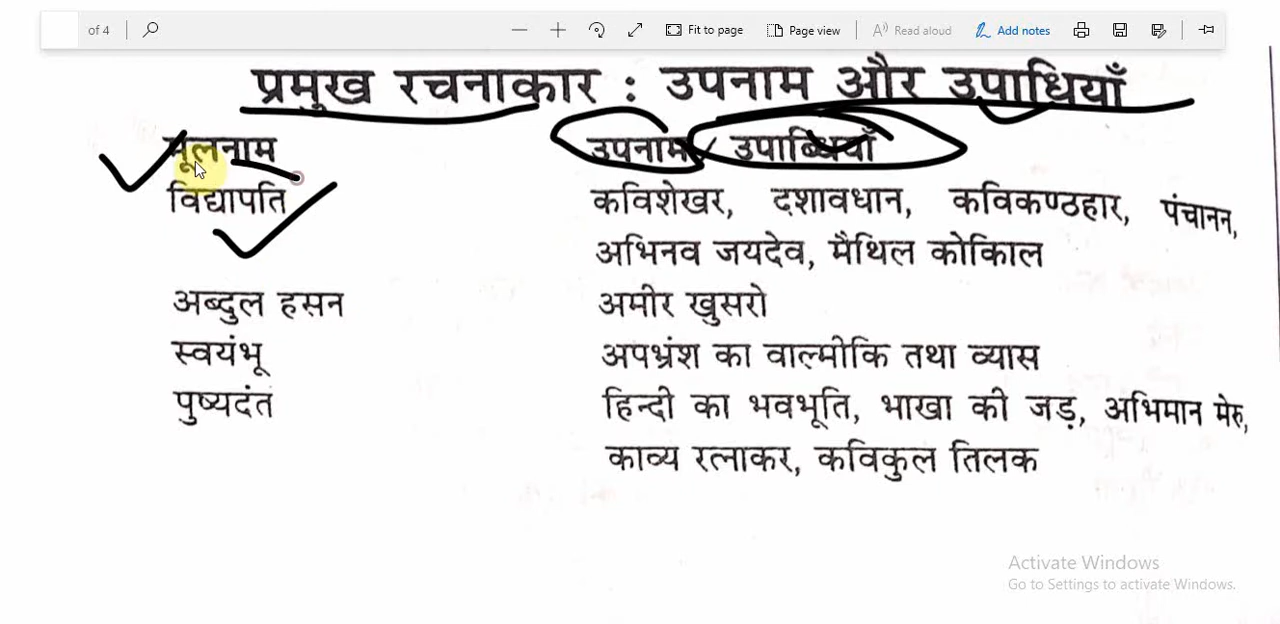 of 4 Fit to page Page view Read aloud Add notes
प्रमुख रचनाकार : उपनाम और उपाधियाँ
मूलनाम उपनाम / उपाब्धियाँ
विद्यापति कविशेखर, दशावधान, कविकण्ठहार, पंचानन,
अभिनव जयदेव, मैथिल कोकिाल
अब्दुल हसन अमीर खुसरो
स्वयंभू अपभ्रंश का वाल्मीकि तथा व्यास
पुष्यदंत हिन्दी का भवभूति, भाखा की जड़, अभिमान मेरु,
काव्य रत्नाकर, कविकुल तिलक
Activate Windows
Go to Settings to activate Windows.